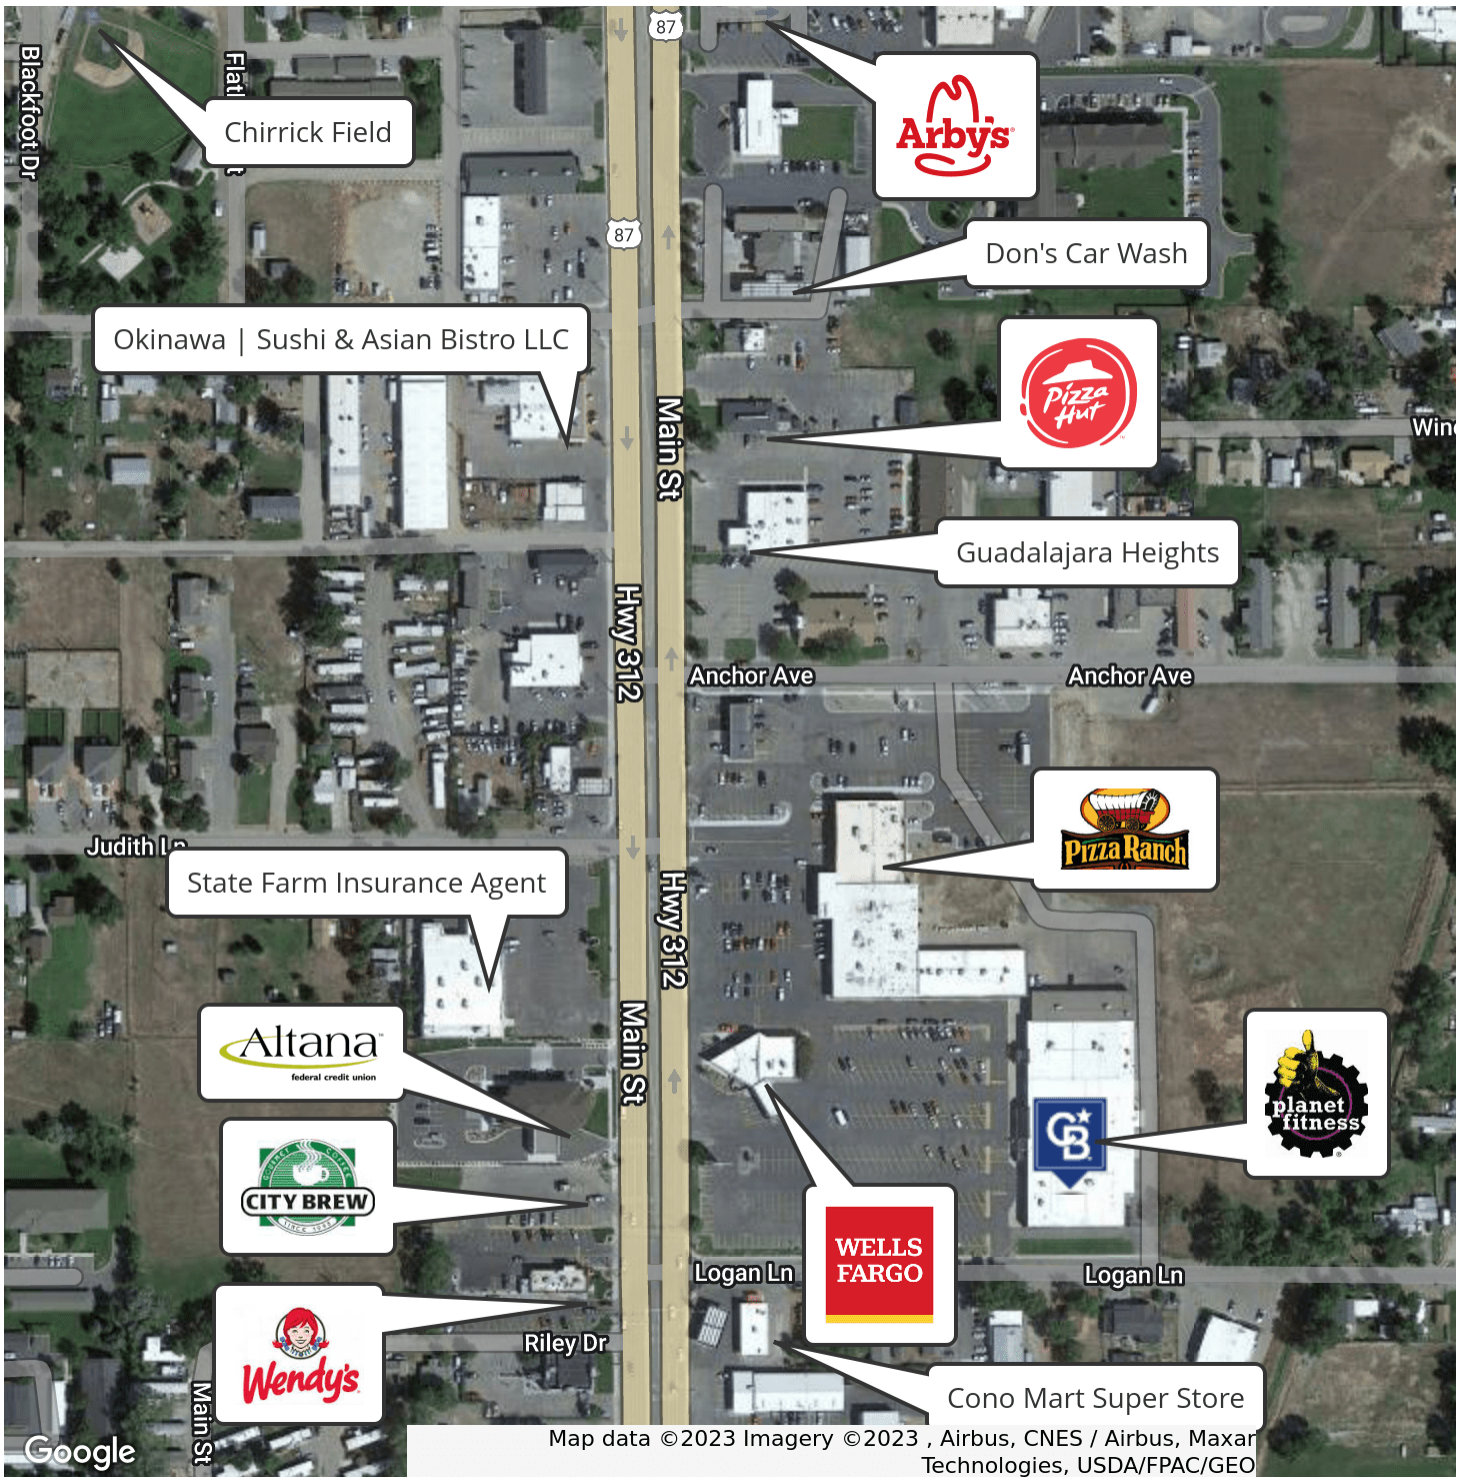 87
Blackfoot Dr
Chirrick Field
Arby's
87
Don's Car Wash
Okinawa | Sushi & Asian Bistro LLC
Pizza
Hut
Main St
Guadalajara Heights
Hwy 312
Anchor Ave
Anchor Ave
Pizza Ranch
Judith Ln
State Farm Insurance Agent
Hwy 312
Main St
Altana
federal credit union
planet
fitness
CB
GOURMET COFFEE
CITY BREW
SINCE 1998
WELLS
FARGO
Logan Ln
Logan Ln
Wendy's
Riley Dr
Main St
Cono Mart Super Store
Google
Map data ©2023 Imagery ©2023 , Airbus, CNES / Airbus, Maxar
Technologies, USDA/FPAC/GEO